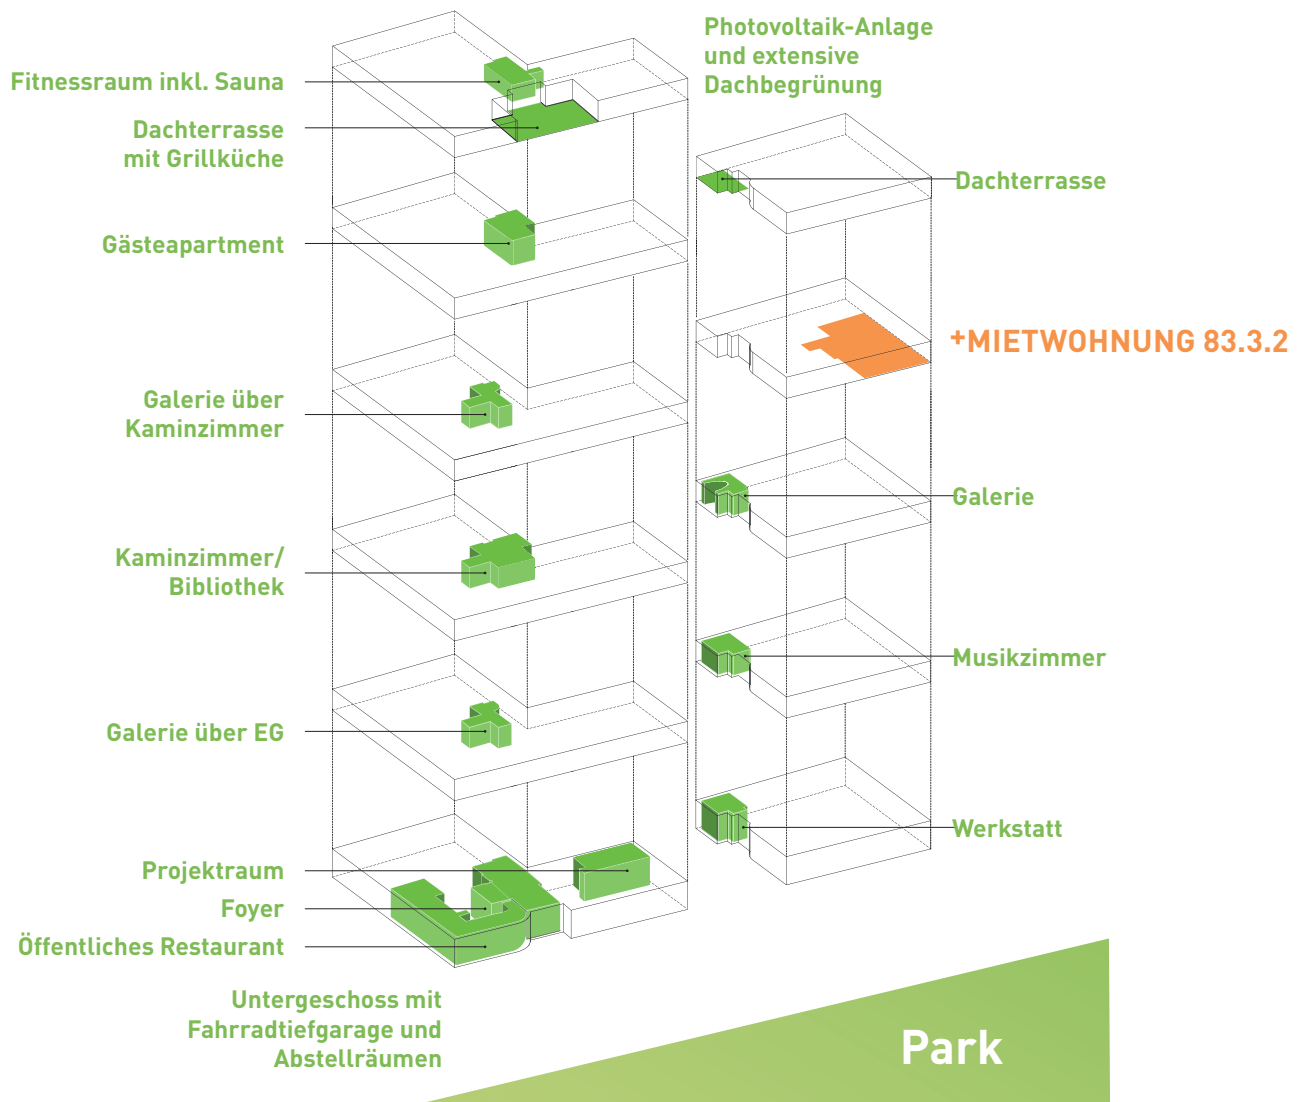 Photovoltaik-Anlage
und extensive
Dachbegrünung
Fitnessraum inkl. Sauna
Dachterrasse
mit Grillküche
Gästeapartment
Galerie über
Kaminzimmer
Kaminzimmer/
Bibliothek
Galerie über EG
Projektraum
Foyer
Öffentliches Restaurant
Untergeschoss mit
Fahrradtiefgarage und
Abstellräumen
Dachterrasse
+MIETWOHNUNG 83.3.2
Galerie
Musikzimmer
Werkstatt
Park